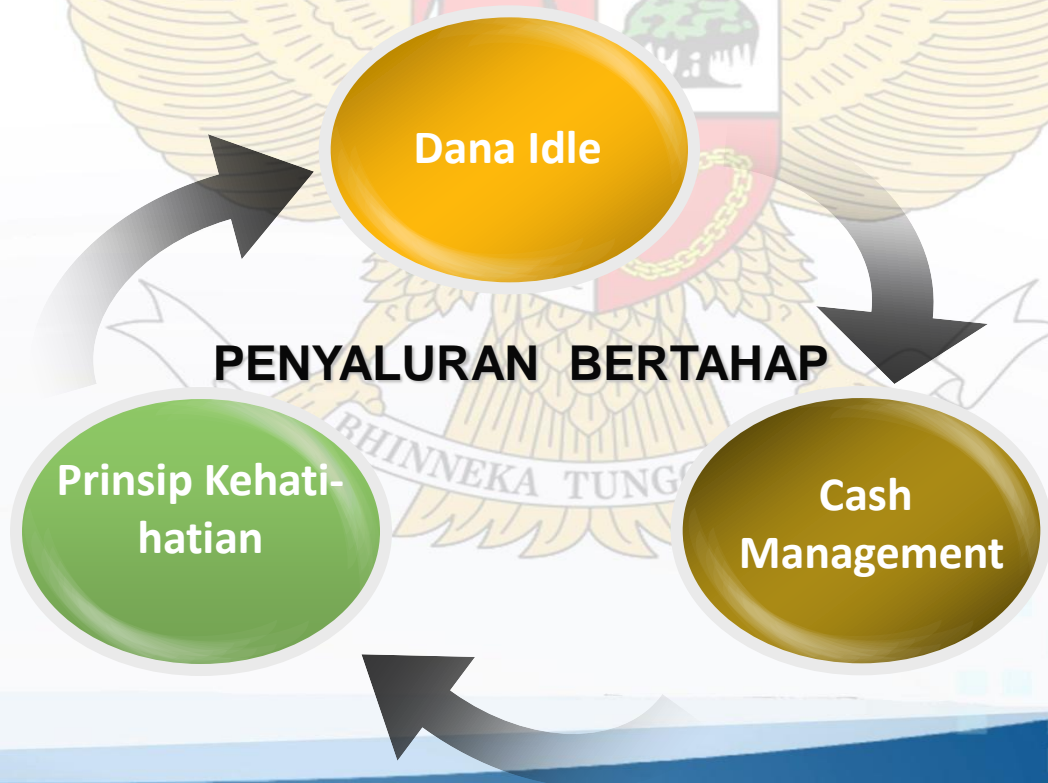 Dana Idle
PENYALURAN BERTAHAP
Prinsip Kehati-
hatian
Cash
Management
BHINNEKA TUNGG